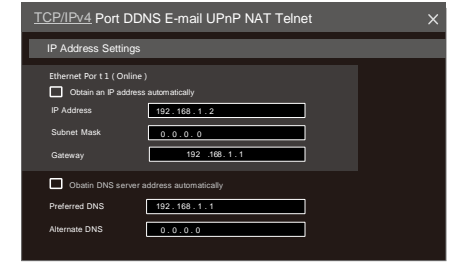 TCP/IPv4 Port DDNS E-mail UPnP NAT Telnet
IP Address Settings
Ethernet Por t 1 ( Online )
Obtain an IP address automatically
IP Address 192.168.1.2
Subnet Mask 0.0.0.0
Gateway 192 .168.1.1
Obatin DNS server address automatically
Preferred DNS 192.168.1.1
Alternate DNS 0.0.0.0